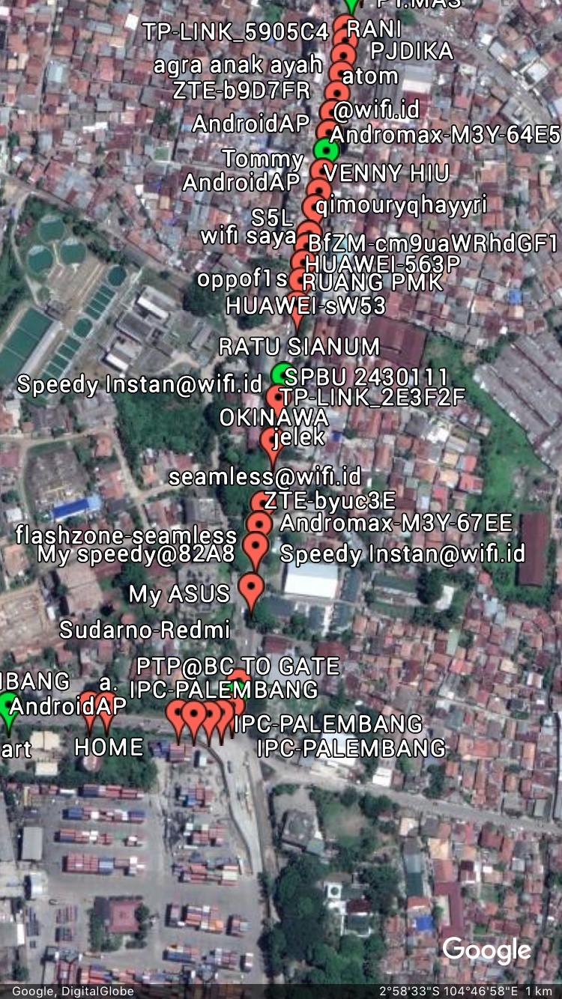 PT.MAS
TP-LINK_5905C4
RANI
PJDIKA
agra anak ayah
atom
ZTE-b9D7FR
@wifi.id
AndroidAP
Andromax-M3Y-64E5
Tommy
VENNY HIU
AndroidAP
qimouryqhayyri
S5L
wifi saya
BfZM-cm9uaWRhdGF1
HUAWEI-563P
oppof1s
RUANG PMK
HUAWEI-sW53
RATU SIANUM
SPBU 2430111
Speedy Instan@wifi.id
TP-LINK_2E3F2F
OKINAWA
jelek
seamless@wifi.id
ZTE-byuc3E
Andromax-M3Y-67EE
flashzone-seamless
My speedy@82A8
Speedy Instan@wifi.id
My ASUS
Sudarno-Redmi
PTP@BC TO GATE
MBANG
a.
IPC-PALEMBANG
AndroidAP
IPC-PALEMBANG
art
HOME
IPC-PALEMBANG
Google
Google, DigitalGlobe
2°58'33"S 104°46'58"E 1 km